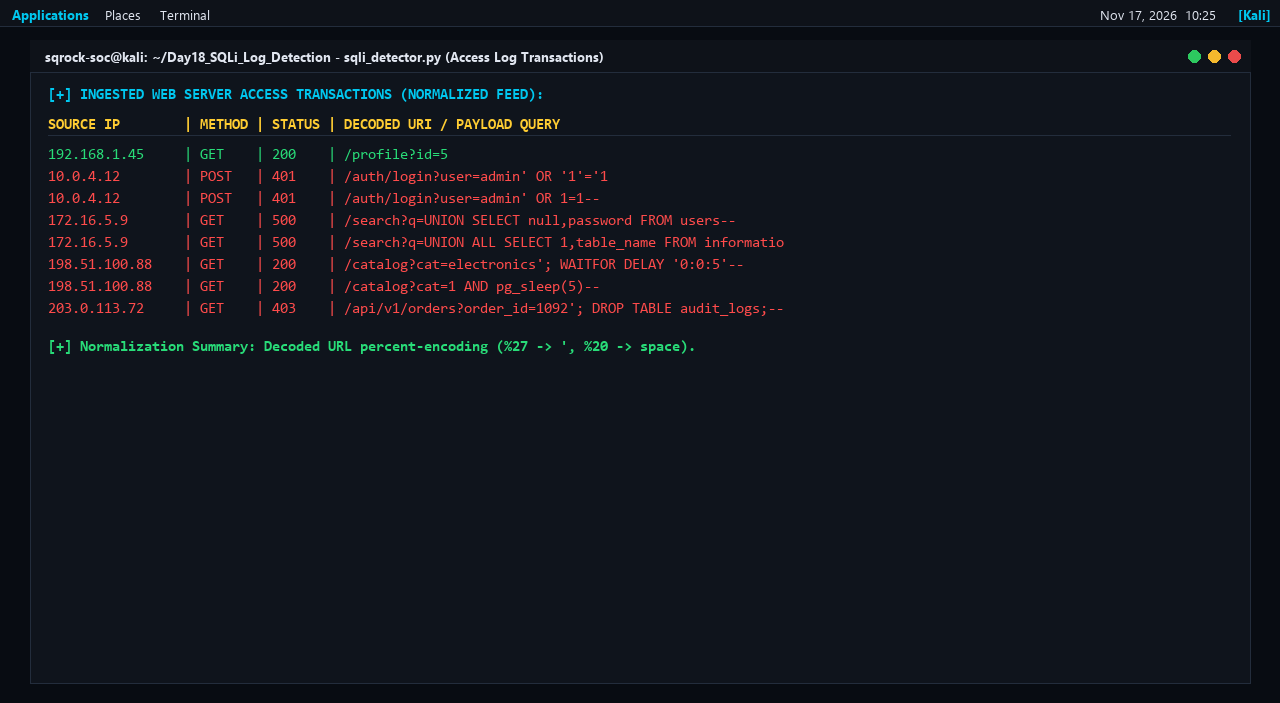 Applications Places Terminal Nov 17, 2026 10:25 [Kali]
sqrock-soc@kali: ~/Day18_SQLi_Log_Detection - sqli_detector.py (Access Log Transactions)
[+] INGESTED WEB SERVER ACCESS TRANSACTIONS (NORMALIZED FEED):
SOURCE IP | METHOD | STATUS | DECODED URI / PAYLOAD QUERY
192.168.1.45 | GET | 200 | /profile?id=5
10.0.4.12 | POST | 401 | /auth/login?user=admin' OR '1'='1
10.0.4.12 | POST | 401 | /auth/login?user=admin' OR 1=1--
172.16.5.9 | GET | 500 | /search?q=UNION SELECT null,password FROM users--
172.16.5.9 | GET | 500 | /search?q=UNION ALL SELECT 1,table_name FROM informatio
198.51.100.88 | GET | 200 | /catalog?cat=electronics'; WAITFOR DELAY '0:0:5'--
198.51.100.88 | GET | 200 | /catalog?cat=1 AND pg_sleep(5)--
203.0.113.72 | GET | 403 | /api/v1/orders?order_id=1092'; DROP TABLE audit_logs;--
[+] Normalization Summary: Decoded URL percent-encoding (%27 -> ', %20 -> space).